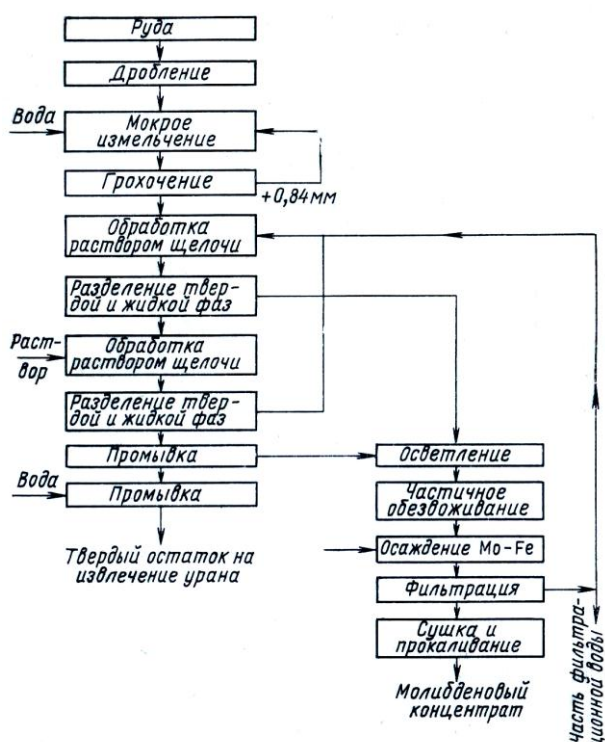 Руда
Дробление
Вода
Мокрое
измельчение
Грохочение
+0,84мм
Обработка
раствором щелочи
Разделение твер-
дой и жидкой фаз
Раст-
вор
Обработка
раствором щелочи
Разделение твер-
дой и жидкой фаз
Промывка
Вода
Промывка
Твердый остаток на
извлечение урана
Осветление
Частичное
обезвоживание
Осаждение Mo-Fe
Фильтрация
Сушка и
прокаливание
Молибденовый
концентрат
Часть фильтра-
ционной воды